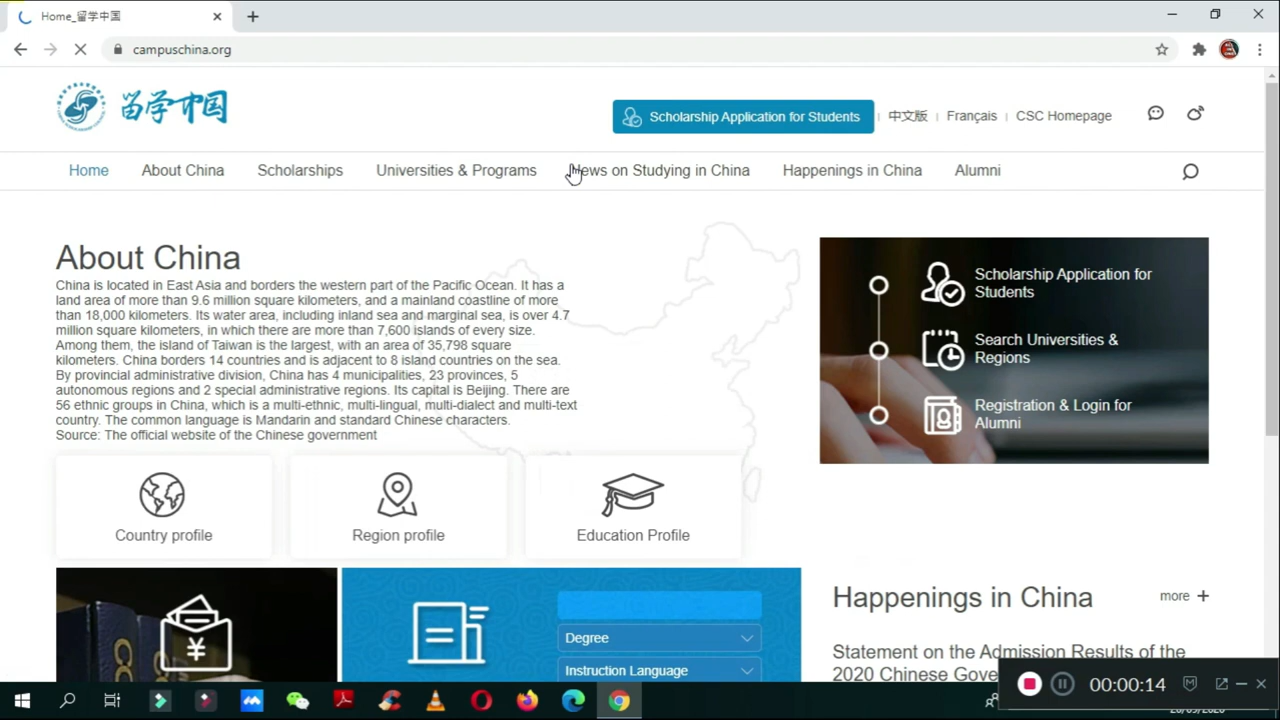 Home_留学中国
campuschina.org
留学中国
Scholarship Application for Students
中文版
Français
CSC Homepage
Home
About China
Scholarships
Universities & Programs
News on Studying in China
Happenings in China
Alumni
About China
China is located in East Asia and borders the western part of the Pacific Ocean. It has a
land area of more than 9.6 million square kilometers, and a mainland coastline of more
than 18,000 kilometers. Its water area, including inland sea and marginal sea, is over 4.7
million square kilometers, in which there are more than 7,600 islands of every size.
Among them, the island of Taiwan is the largest, with an area of 35,798 square
kilometers. China borders 14 countries and is adjacent to 8 island countries on the sea.
By provincial administrative division, China has 4 municipalities, 23 provinces, 5
autonomous regions and 2 special administrative regions. Its capital is Beijing. There are
56 ethnic groups in China, which is a multi-ethnic, multi-lingual, multi-dialect and multi-text
country. The common language is Mandarin and standard Chinese characters.
Source: The official website of the Chinese government
Scholarship Application for
Students
Search Universities &
Regions
Registration & Login for
Alumni
Country profile
Region profile
Education Profile
Degree
Instruction Language
Happenings in China
more +
Statement on the Admission Results of the
2020 Chinese Gove
00:00:14